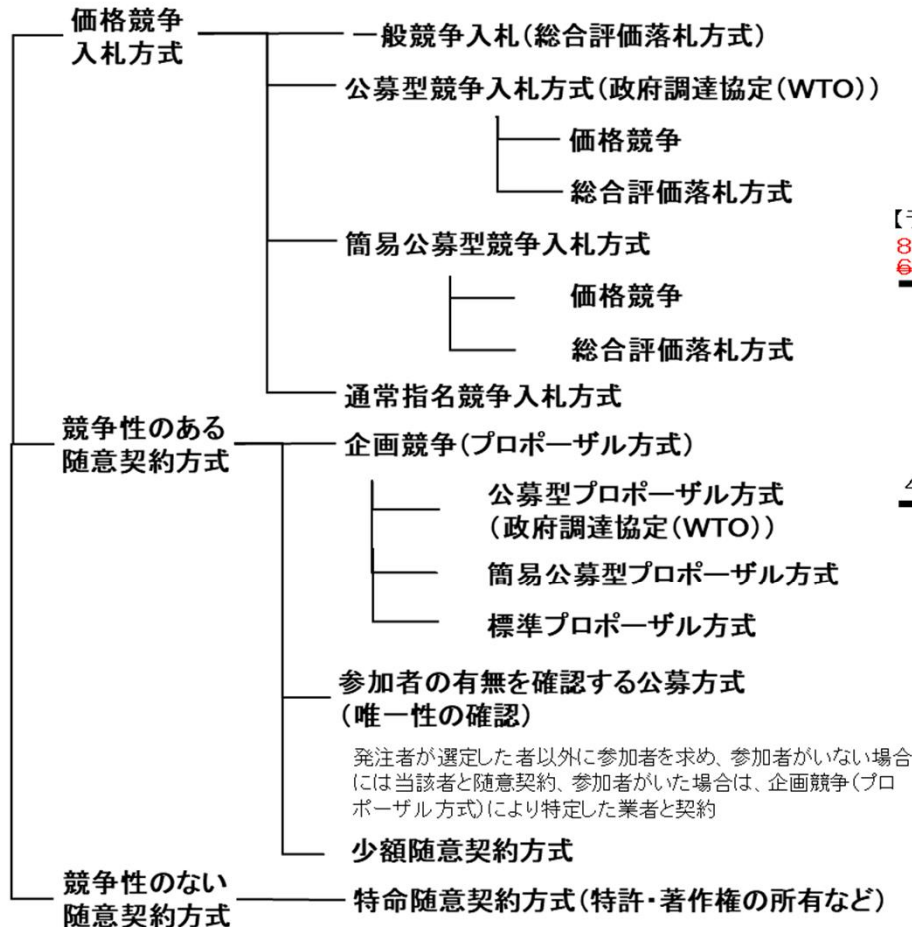 価格競争
入札方式
一般競争入札(総合評価落札方式)
公募型競争入札方式(政府調達協定(WTO))
価格競争
総合評価落札方式
簡易公募型競争入札方式
価格競争
総合評価落札方式
通常指名競争入札方式
競争性のある
随意契約方式
企画競争(プロポーザル方式)
公募型プロポーザル方式
(政府調達協定(WTO))
簡易公募型プロポーザル方式
標準プロポーザル方式
参加者の有無を確認する公募方式
(唯一性の確認)
発注者が選定した者以外に参加者を求め、参加者がいない場合
には当該者と随意契約、参加者がいた場合は、企画競争(プロ
ポーザル方式)により特定した業者と契約
少額随意契約方式
競争性のない
随意契約方式
特命随意契約方式(特許・著作権の所有など)